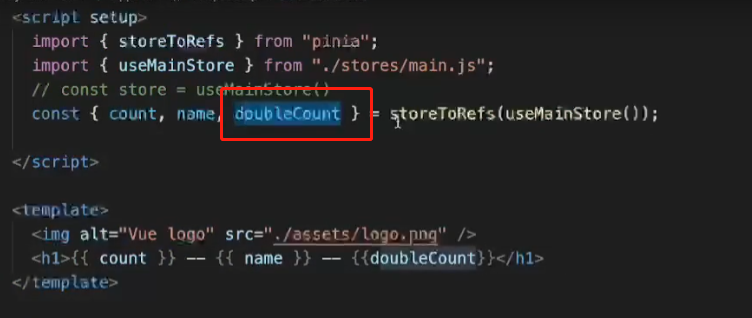 <script setup>
import { storeToRefs } from "pinia";
import { useMainStore } from "./stores/main.js";
// const store = useMainStore()
const { count, name, doubleCount } = storeToRefs(useMainStore());
</script>
<template>
<img alt="Vue logo" src="./assets/logo.png" />
<h1>{{ count }} -- {{ name }} -- {{doubleCount}}</h1>
</template>